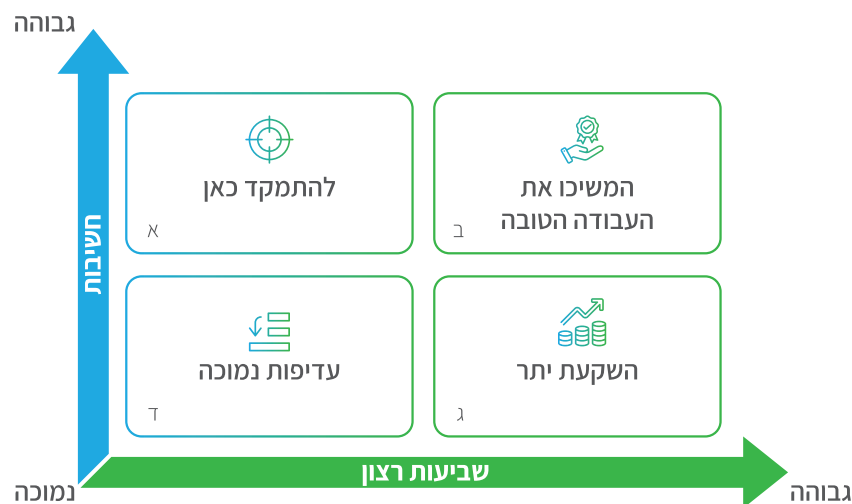 גבוהה
להתמקד כאן
א
המשיכו את
העבודה הטובה
ב
חשיבות
עדיפות נמוכה
ד
השקעת יתר
ג
שביעות רצון
נמוכה
גבוהה